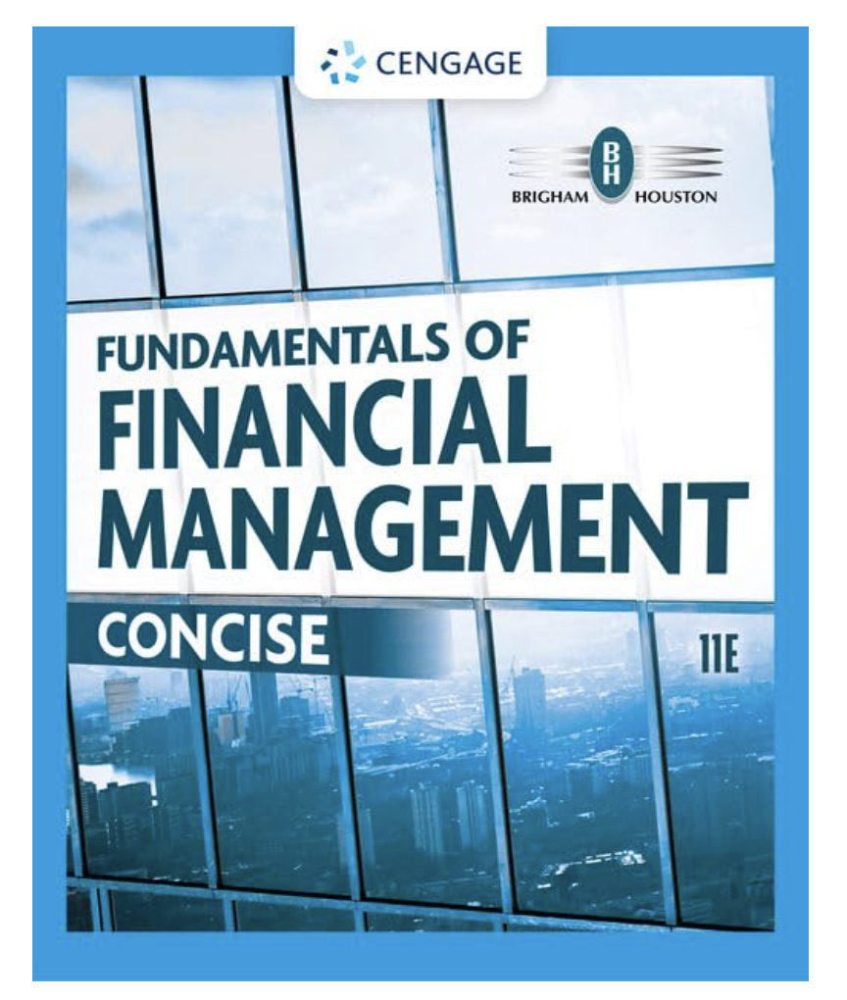 CENGAGE
B
H
BRIGHAM HOUSTON
FUNDAMENTALS OF
FINANCIAL
MANAGEMENT
CONCISE
11E